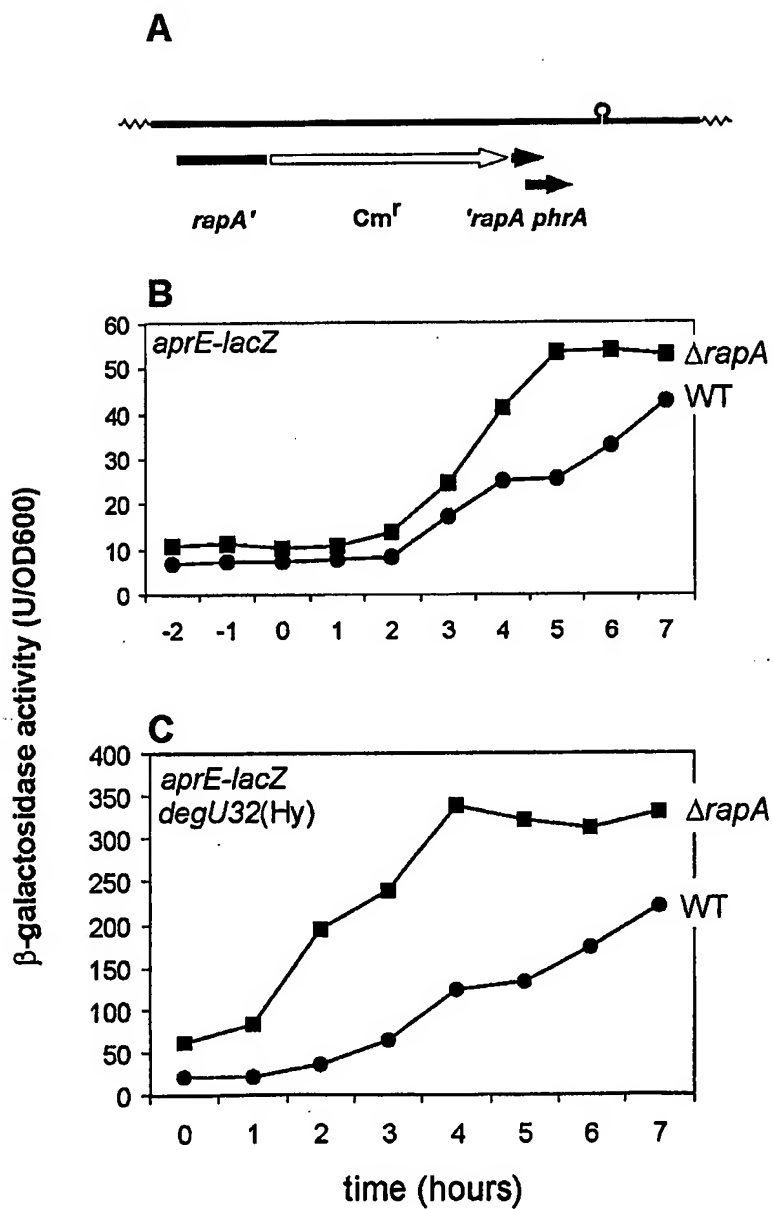 A
rapA' Cmʳ 'rapA phrA
B
aprE-lacZ
60
50
40
30
20
10
0
-2 -1 0 1 2 3 4 5 6 7
ΔrapA
WT
β-galactosidase activity (U/OD600)
C
aprE-lacZ
degU32(Hy)
400
350
300
250
200
150
100
50
0
0 1 2 3 4 5 6 7
ΔrapA
WT
time (hours)